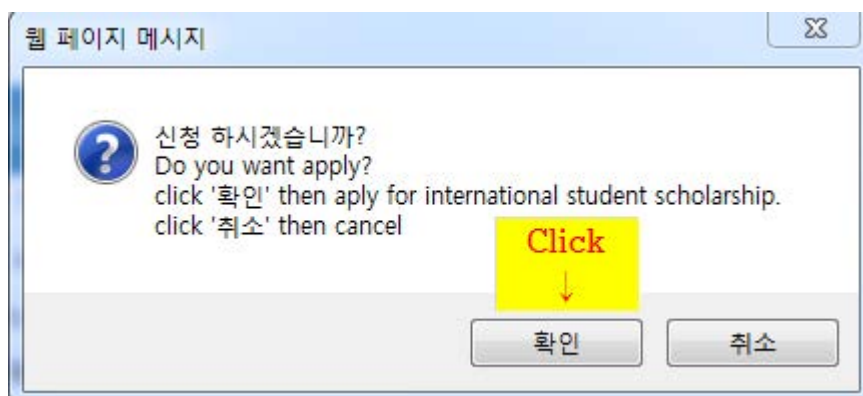 웹 페이지 메시지
신청 하시겠습니까?
Do you want apply?
click '확인' then aply for international student scholarship.
click '취소' then cancel
Click
↓
확인
취소